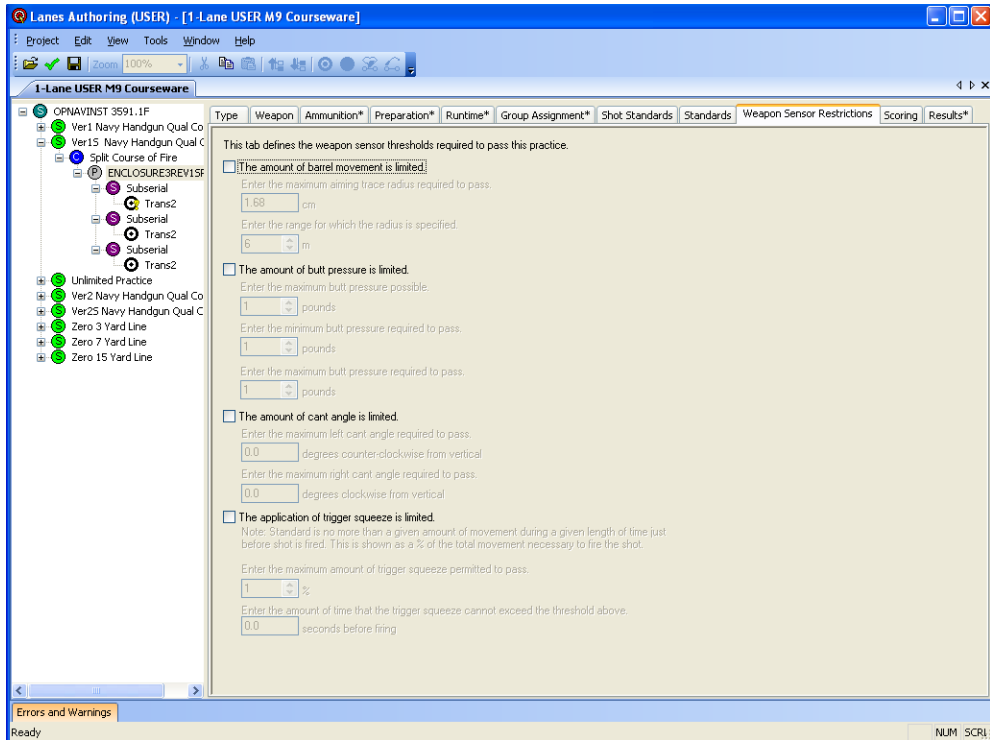 Lanes Authoring (USER) - [1-Lane USER M9 Courseware]
Project Edit View Tools Window Help
Zoom 100%
1-Lane USER M9 Courseware
OPNAVINST 3591.1F
Ver1 Navy Handgun Qual Co
Ver1S Navy Handgun Qual C
Split Course of Fire
ENCLOSURE3REV1SF
Subserial
Trans2
Subserial
Trans2
Subserial
Trans2
Unlimited Practice
Ver2 Navy Handgun Qual Co
Ver2S Navy Handgun Qual C
Zero 3 Yard Line
Zero 7 Yard Line
Zero 15 Yard Line
Type Weapon Ammunition* Preparation* Runtime* Group Assignment* Shot Standards Standards Weapon Sensor Restrictions Scoring Results*
This tab defines the weapon sensor thresholds required to pass this practice.
The amount of barrel movement is limited.
Enter the maximum aiming trace radius required to pass.
1.68 cm
Enter the range for which the radius is specified.
6 m
The amount of butt pressure is limited.
Enter the maximum butt pressure possible.
1 pounds
Enter the minimum butt pressure required to pass.
1 pounds
Enter the maximum butt pressure required to pass.
1 pounds
The amount of cant angle is limited.
Enter the maximum left cant angle required to pass.
0.0 degrees counter-clockwise from vertical
Enter the maximum right cant angle required to pass.
0.0 degrees clockwise from vertical
The application of trigger squeeze is limited.
Note: Standard is no more than a given amount of movement during a given length of time just
before shot is fired. This is shown as a % of the total movement necessary to fire the shot.
Enter the maximum amount of trigger squeeze permitted to pass.
1 %
Enter the amount of time that the trigger squeeze cannot exceed the threshold above.
0.0 seconds before firing
Errors and Warnings
Ready NUM SCRL